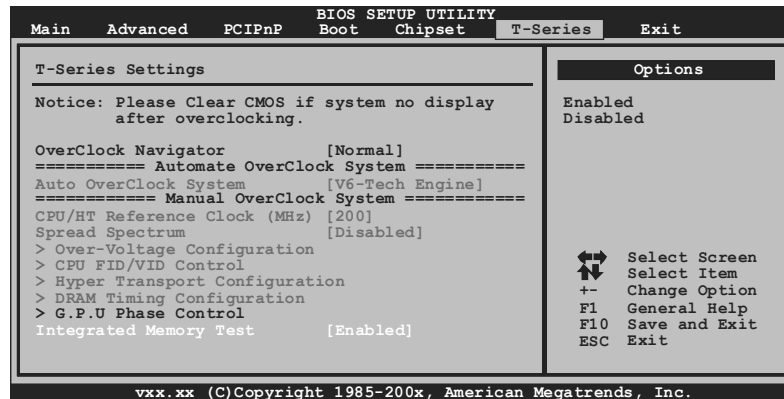 BIOS SETUP UTILITY
Main Advanced PCIPnP Boot Chipset T-Series Exit
T-Series Settings
Notice: Please Clear CMOS if system no display
after overclocking.
OverClock Navigator [Normal]
=========== Automate OverClock System ===========
Auto OverClock System [V6-Tech Engine]
============ Manual OverClock System ============
CPU/HT Reference Clock (MHz) [200]
Spread Spectrum [Disabled]
> Over-Voltage Configuration
> CPU FID/VID Control
> Hyper Transport Configuration
> DRAM Timing Configuration
> G.P.U Phase Control
Integrated Memory Test [Enabled]
Options
Enabled
Disabled
Select Screen
Select Item
+- Change Option
F1 General Help
F10 Save and Exit
ESC Exit
vxx.xx (C)Copyright 1985-200x, American Megatrends, Inc.